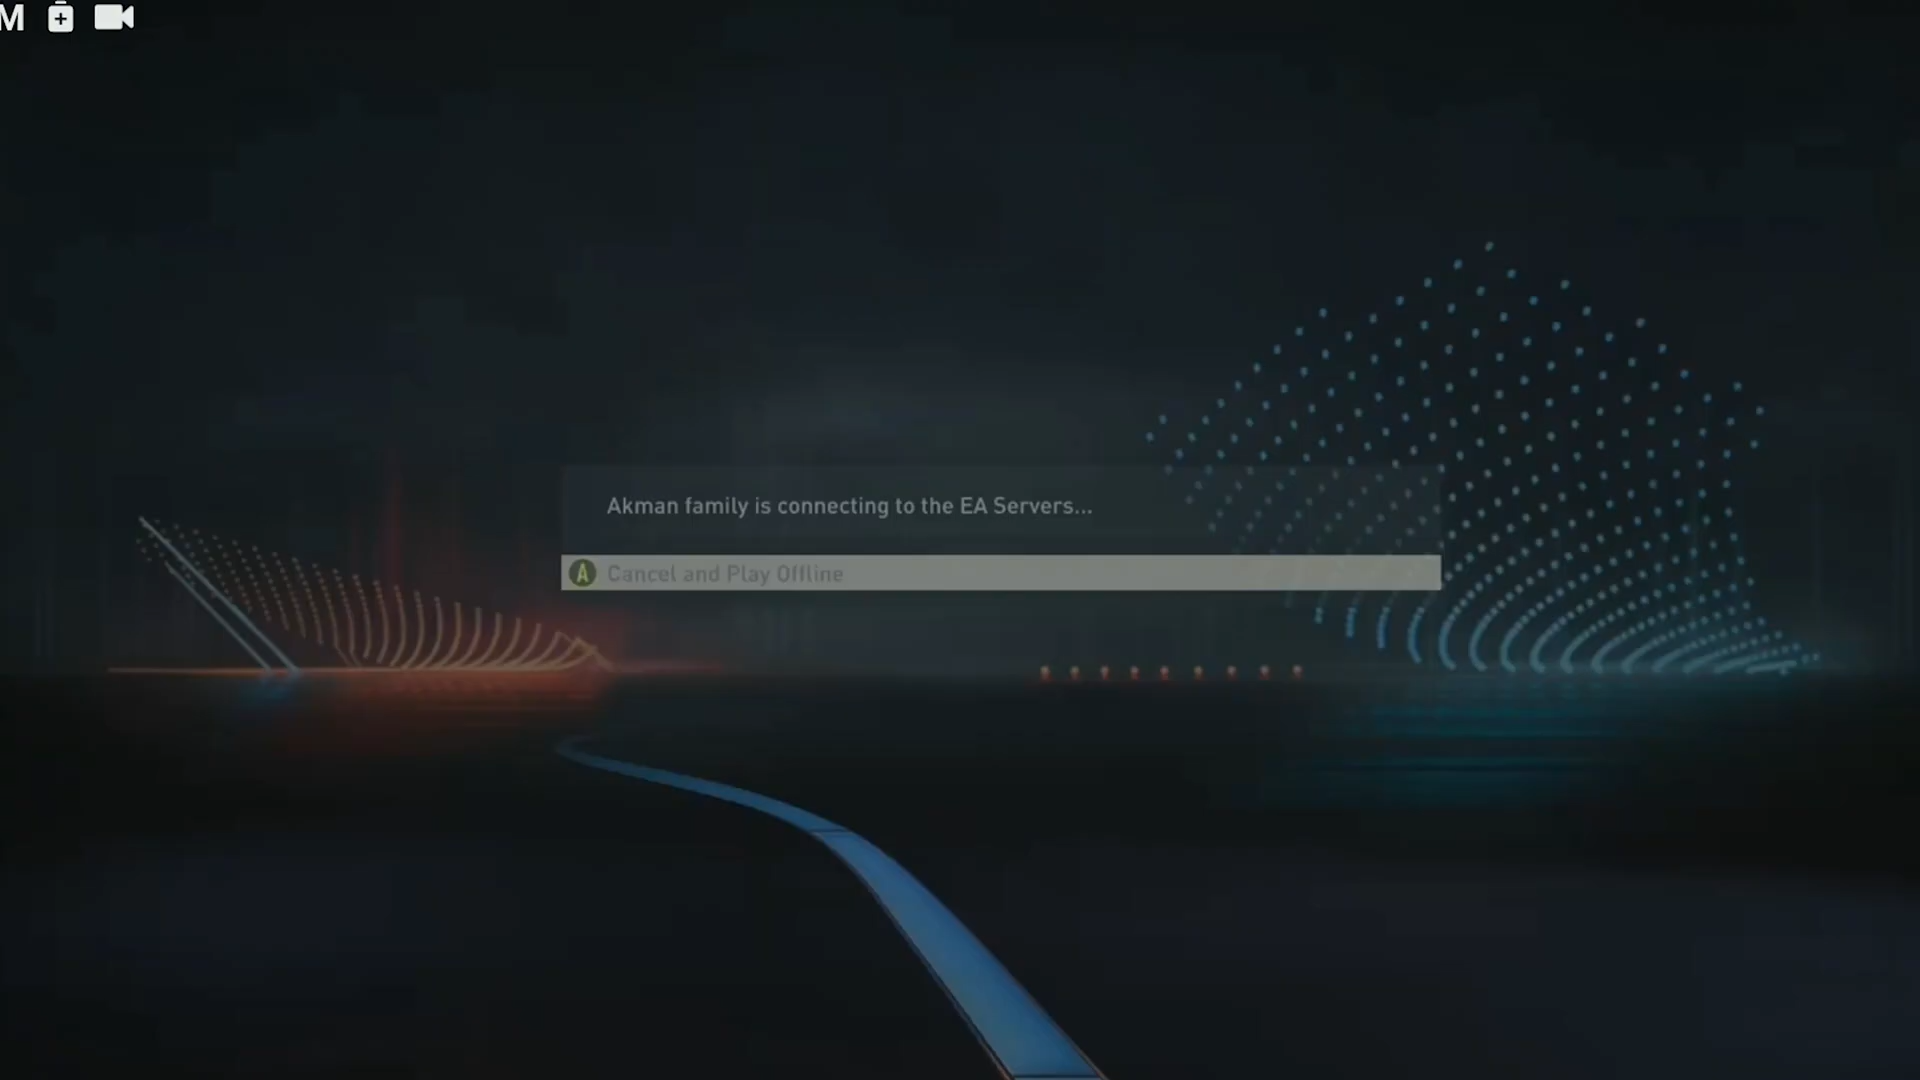 M
Akman family is connecting to the EA Servers...
A Cancel and Play Offline